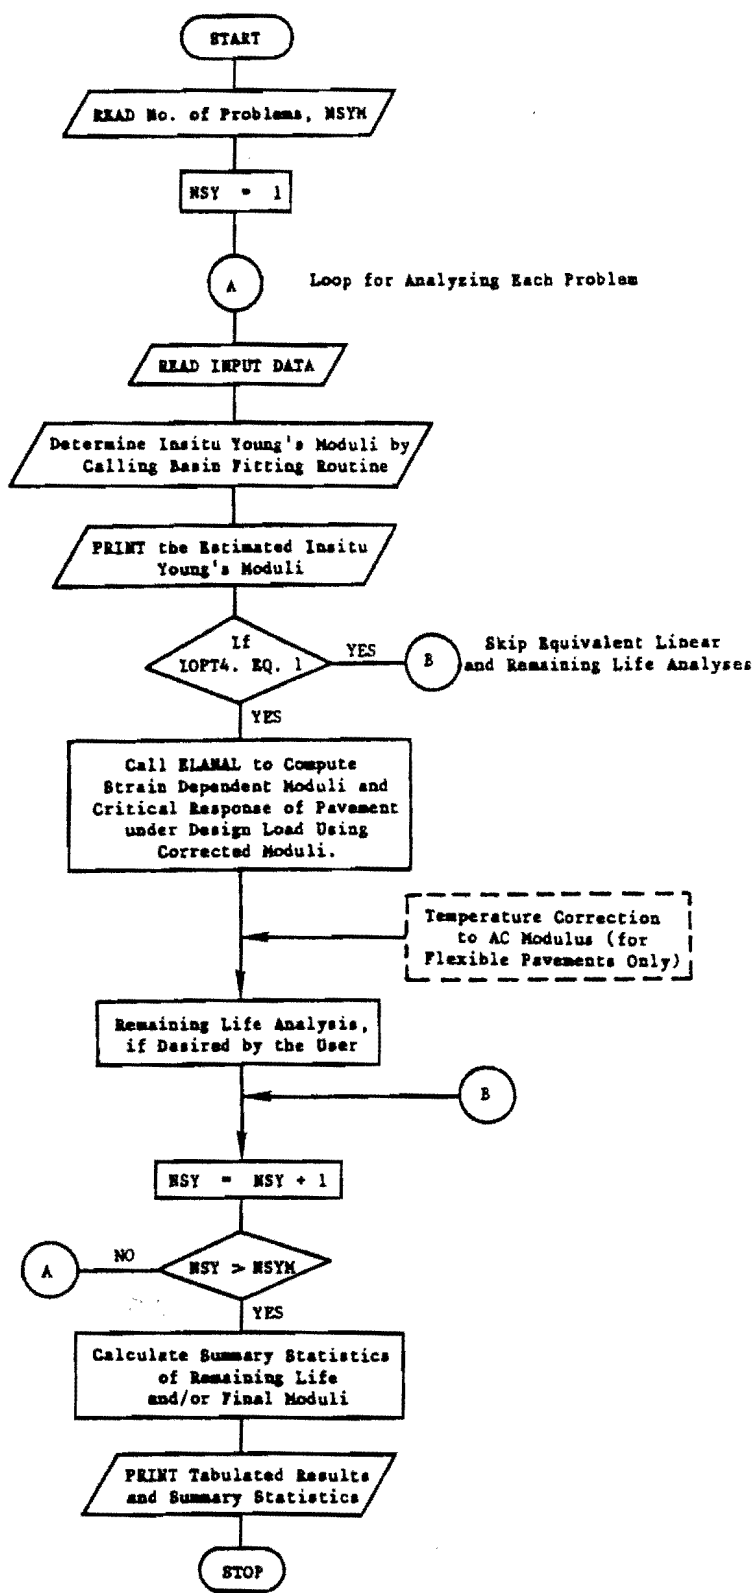 START
READ No. of Problems, NSYM
NSY = 1
A
Loop for Analyzing Each Problem
READ INPUT DATA
Determine Insitu Young's Moduli by
Calling Basin Fitting Routine
PRINT the Estimated Insitu
Young's Moduli
If
IOPT4. EQ. 1
YES
B
Skip Equivalent Linear
and Remaining Life Analyses
YES
Call ELANAL to Compute
Strain Dependent Moduli and
Critical Response of Pavement
under Design Load Using
Corrected Moduli.
Temperature Correction
to AC Modulus (for
Flexible Pavements Only)
Remaining Life Analysis,
if Desired by the User
B
NSY = NSY + 1
A
NO
NSY > NSYM
YES
Calculate Summary Statistics
of Remaining Life
and/or Final Moduli
PRINT Tabulated Results
and Summary Statistics
STOP